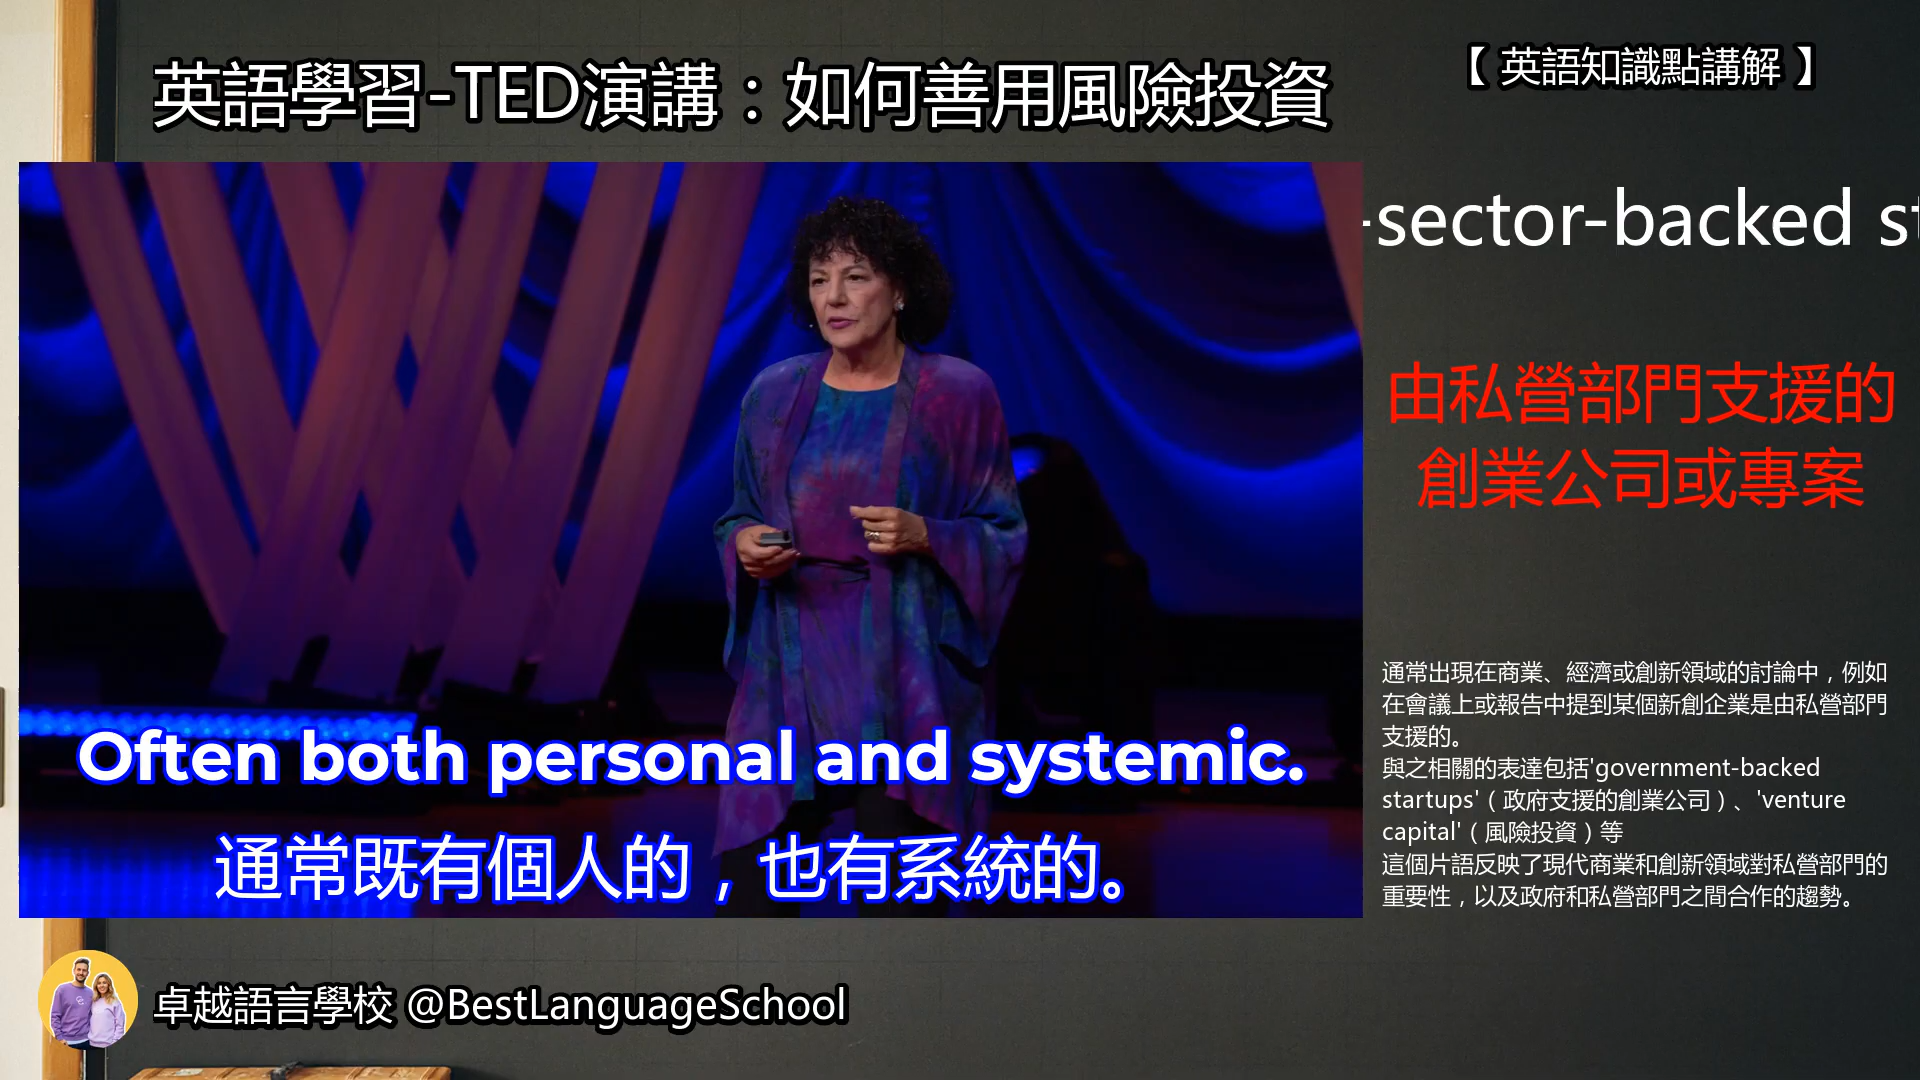 英語學習-TED演講：如何善用風險投資
【 英語知識點講解 】
-sector-backed st
由私營部門支援的
創業公司或專案
Often both personal and systemic.
通常既有個人的，也有系統的。
通常出現在商業、經濟或創新領域的討論中，例如
在會議上或報告中提到某個新創企業是由私營部門
支援的。
與之相關的表達包括'government-backed
startups'（政府支援的創業公司）、'venture
capital'（風險投資）等
這個片語反映了現代商業和創新領域對私營部門的
重要性，以及政府和私營部門之間合作的趨勢。
卓越語言學校 @BestLanguageSchool